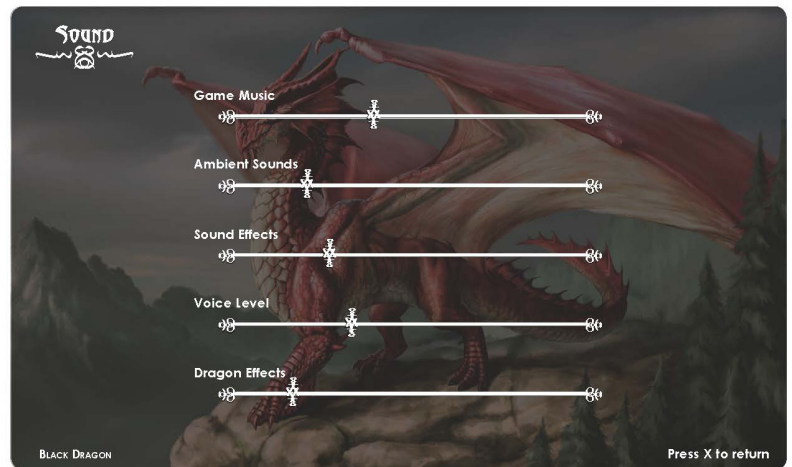 Sound
Game Music
Ambient Sounds
Sound Effects
Voice Level
Dragon Effects
Black Dragon
Press X to return